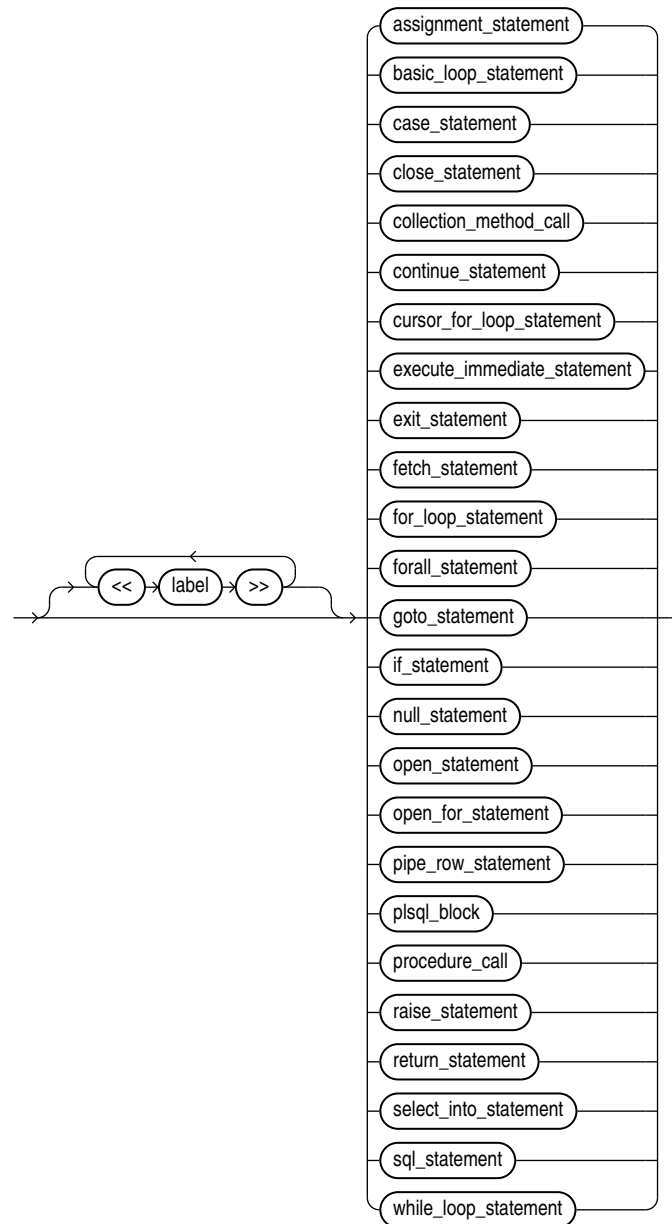 assignment_statement
basic_loop_statement
case_statement
close_statement
collection_method_call
continue_statement
cursor_for_loop_statement
execute_immediate_statement
exit_statement
fetch_statement
for_loop_statement
<< label >>
forall_statement
goto_statement
if_statement
null_statement
open_statement
open_for_statement
pipe_row_statement
plsql_block
procedure_call
raise_statement
return_statement
select_into_statement
sql_statement
while_loop_statement